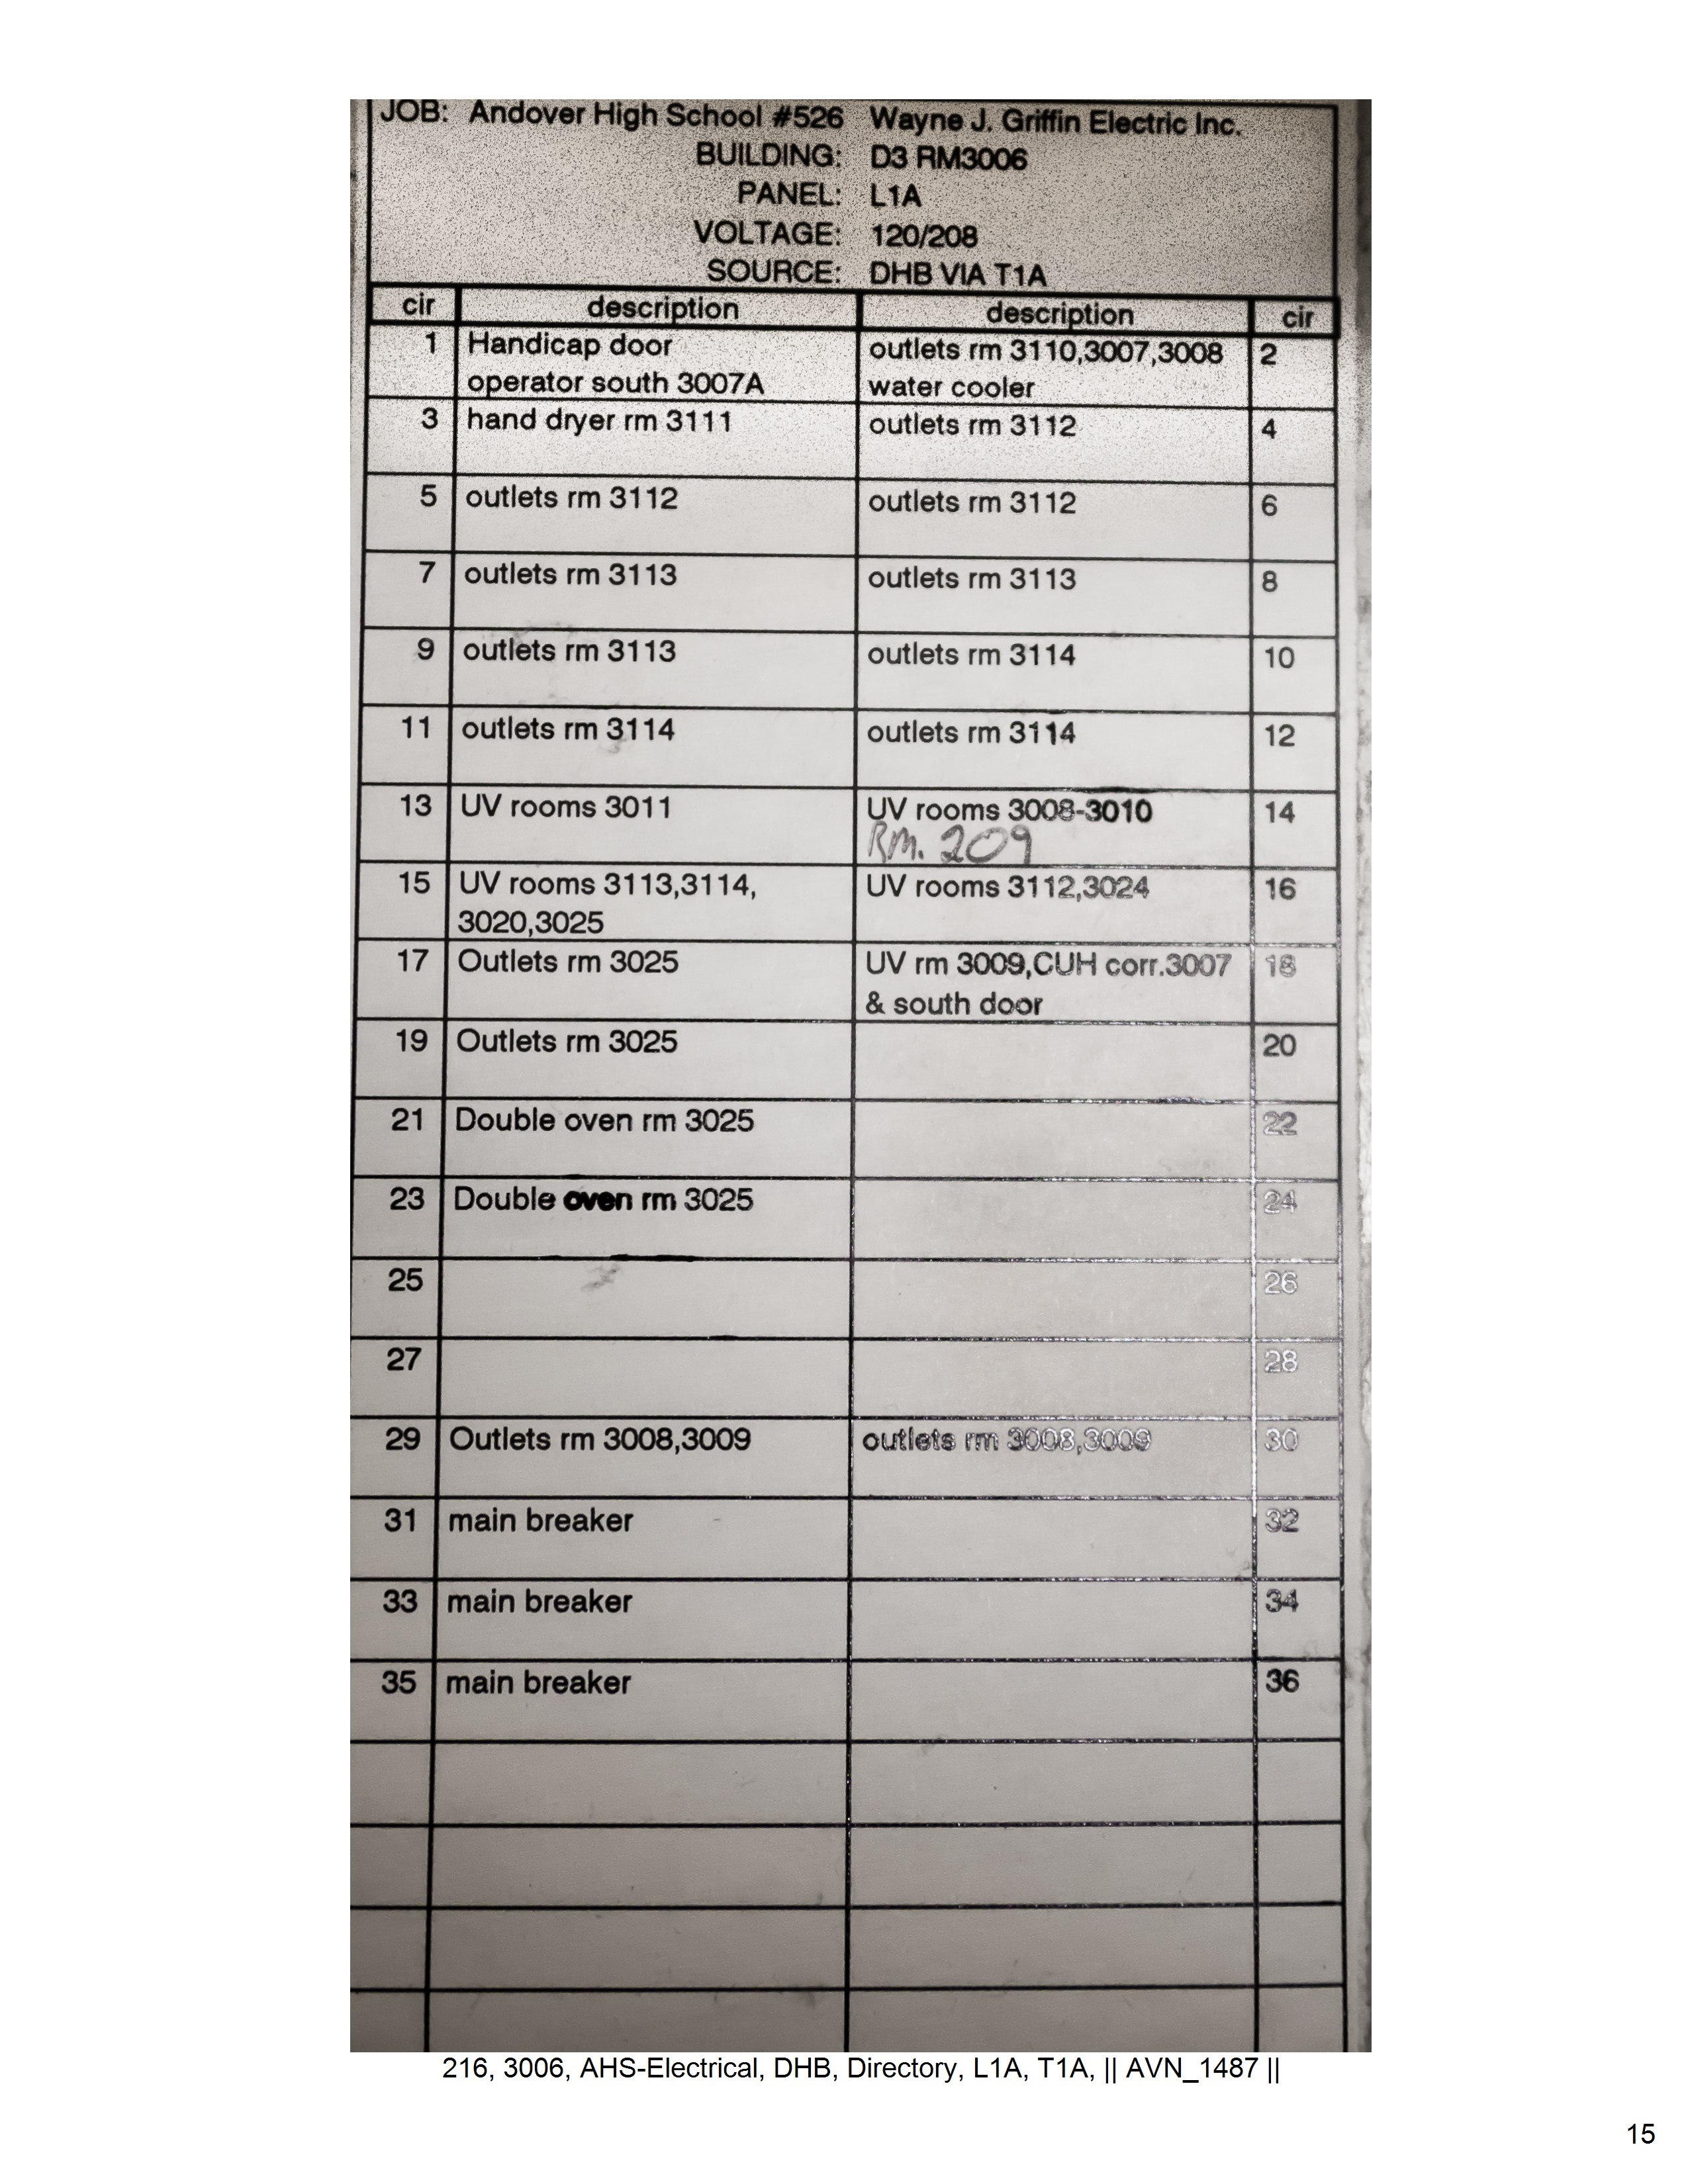 JOB: Andover High School #526 Wayne J. Griffin Electric Inc.
BUILDING: D3 RM3006
PANEL: L1A
VOLTAGE: 120/208
SOURCE: DHB VIA T1A
cir description description cir
1 Handicap door outlets rm 3110,3007,3008 2
operator south 3007A water cooler
3 hand dryer rm 3111 outlets rm 3112 4
5 outlets rm 3112 outlets rm 3112 6
7 outlets rm 3113 outlets rm 3113 8
9 outlets rm 3113 outlets rm 3114 10
11 outlets rm 3114 outlets rm 3114 12
13 UV rooms 3011 UV rooms 3008-3010 14
RM. 209
15 UV rooms 3113,3114, UV rooms 3112,3024 16
3020,3025
17 Outlets rm 3025 UV rm 3009,CUH corr.3007 18
& south door
19 Outlets rm 3025 20
21 Double oven rm 3025 22
23 Double oven rm 3025 24
25 26
27 28
29 Outlets rm 3008,3009 outlets rm 3008,3009 30
31 main breaker 32
33 main breaker 34
35 main breaker 36
216, 3006, AHS-Electrical, DHB, Directory, L1A, T1A, || AVN_1487 ||
15